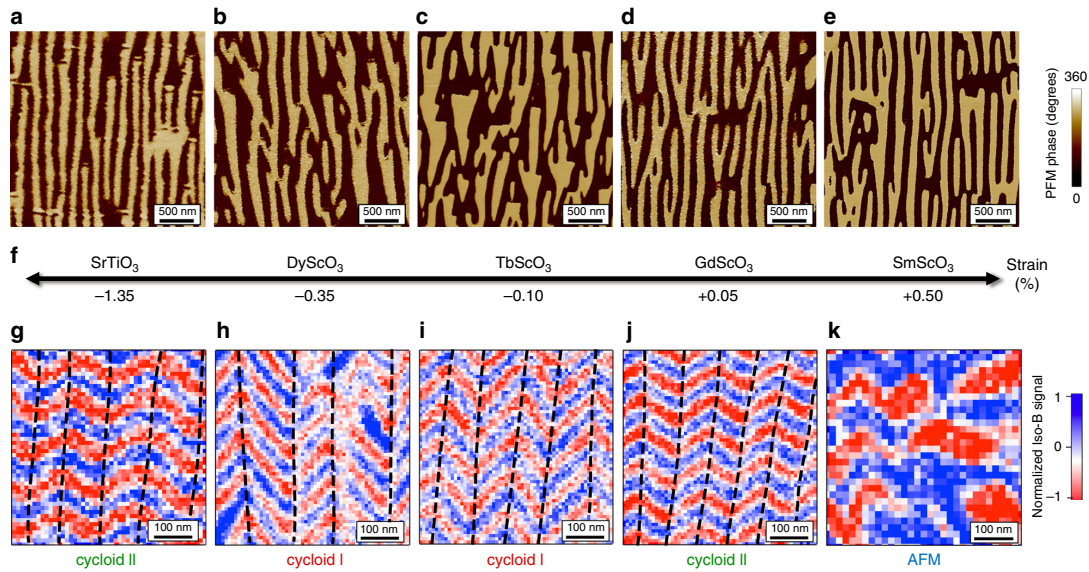 a b c d e
500 nm 500 nm 500 nm 500 nm 500 nm
360
PFM phase (degrees)
0
f
SrTiO₃ DyScO₃ TbScO₃ GdScO₃ SmScO₃ Strain
(%)
−1.35 −0.35 −0.10 +0.05 +0.50
g h i j k
100 nm 100 nm 100 nm 100 nm 100 nm
Normalized Iso-B signal
1
0
−1
cycloid II cycloid I cycloid I cycloid II AFM